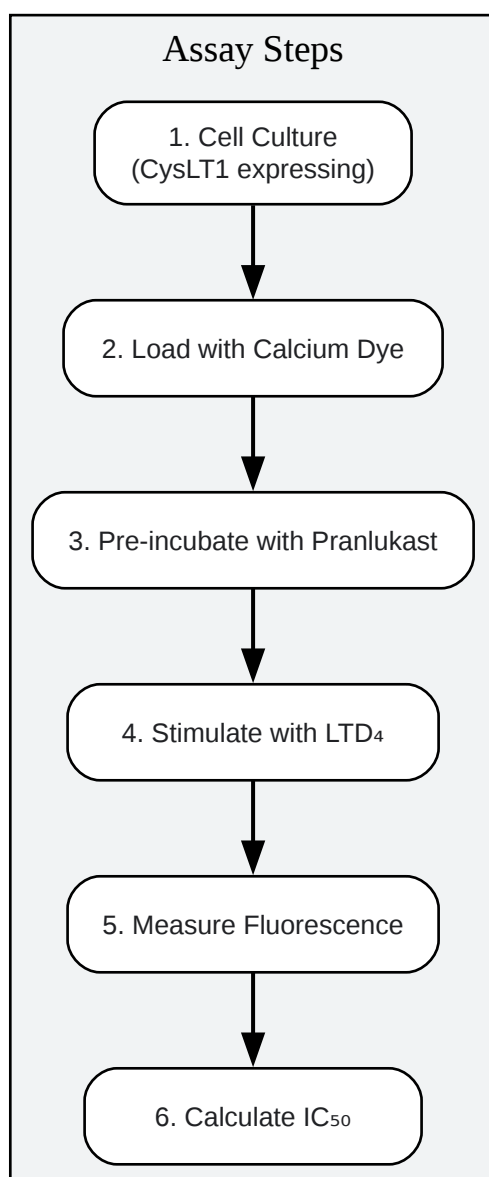 Assay Steps
1. Cell Culture
(CysLT1 expressing)
2. Load with Calcium Dye
3. Pre-incubate with Pranlukast
4. Stimulate with LTD₄
5. Measure Fluorescence
6. Calculate IC₅₀